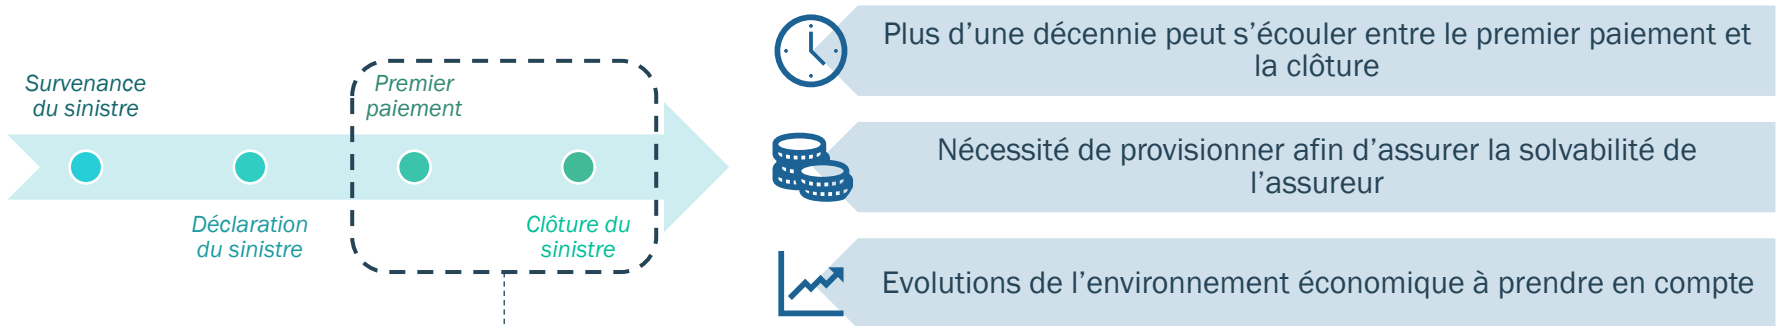 Survenance
du sinistre
Premier
paiement
Déclaration
du sinistre
Clôture du
sinistre
Plus d’une décennie peut s’écouler entre le premier paiement et
la clôture
Nécessité de provisionner afin d’assurer la solvabilité de
l’assureur
Evolutions de l’environnement économique à prendre en compte